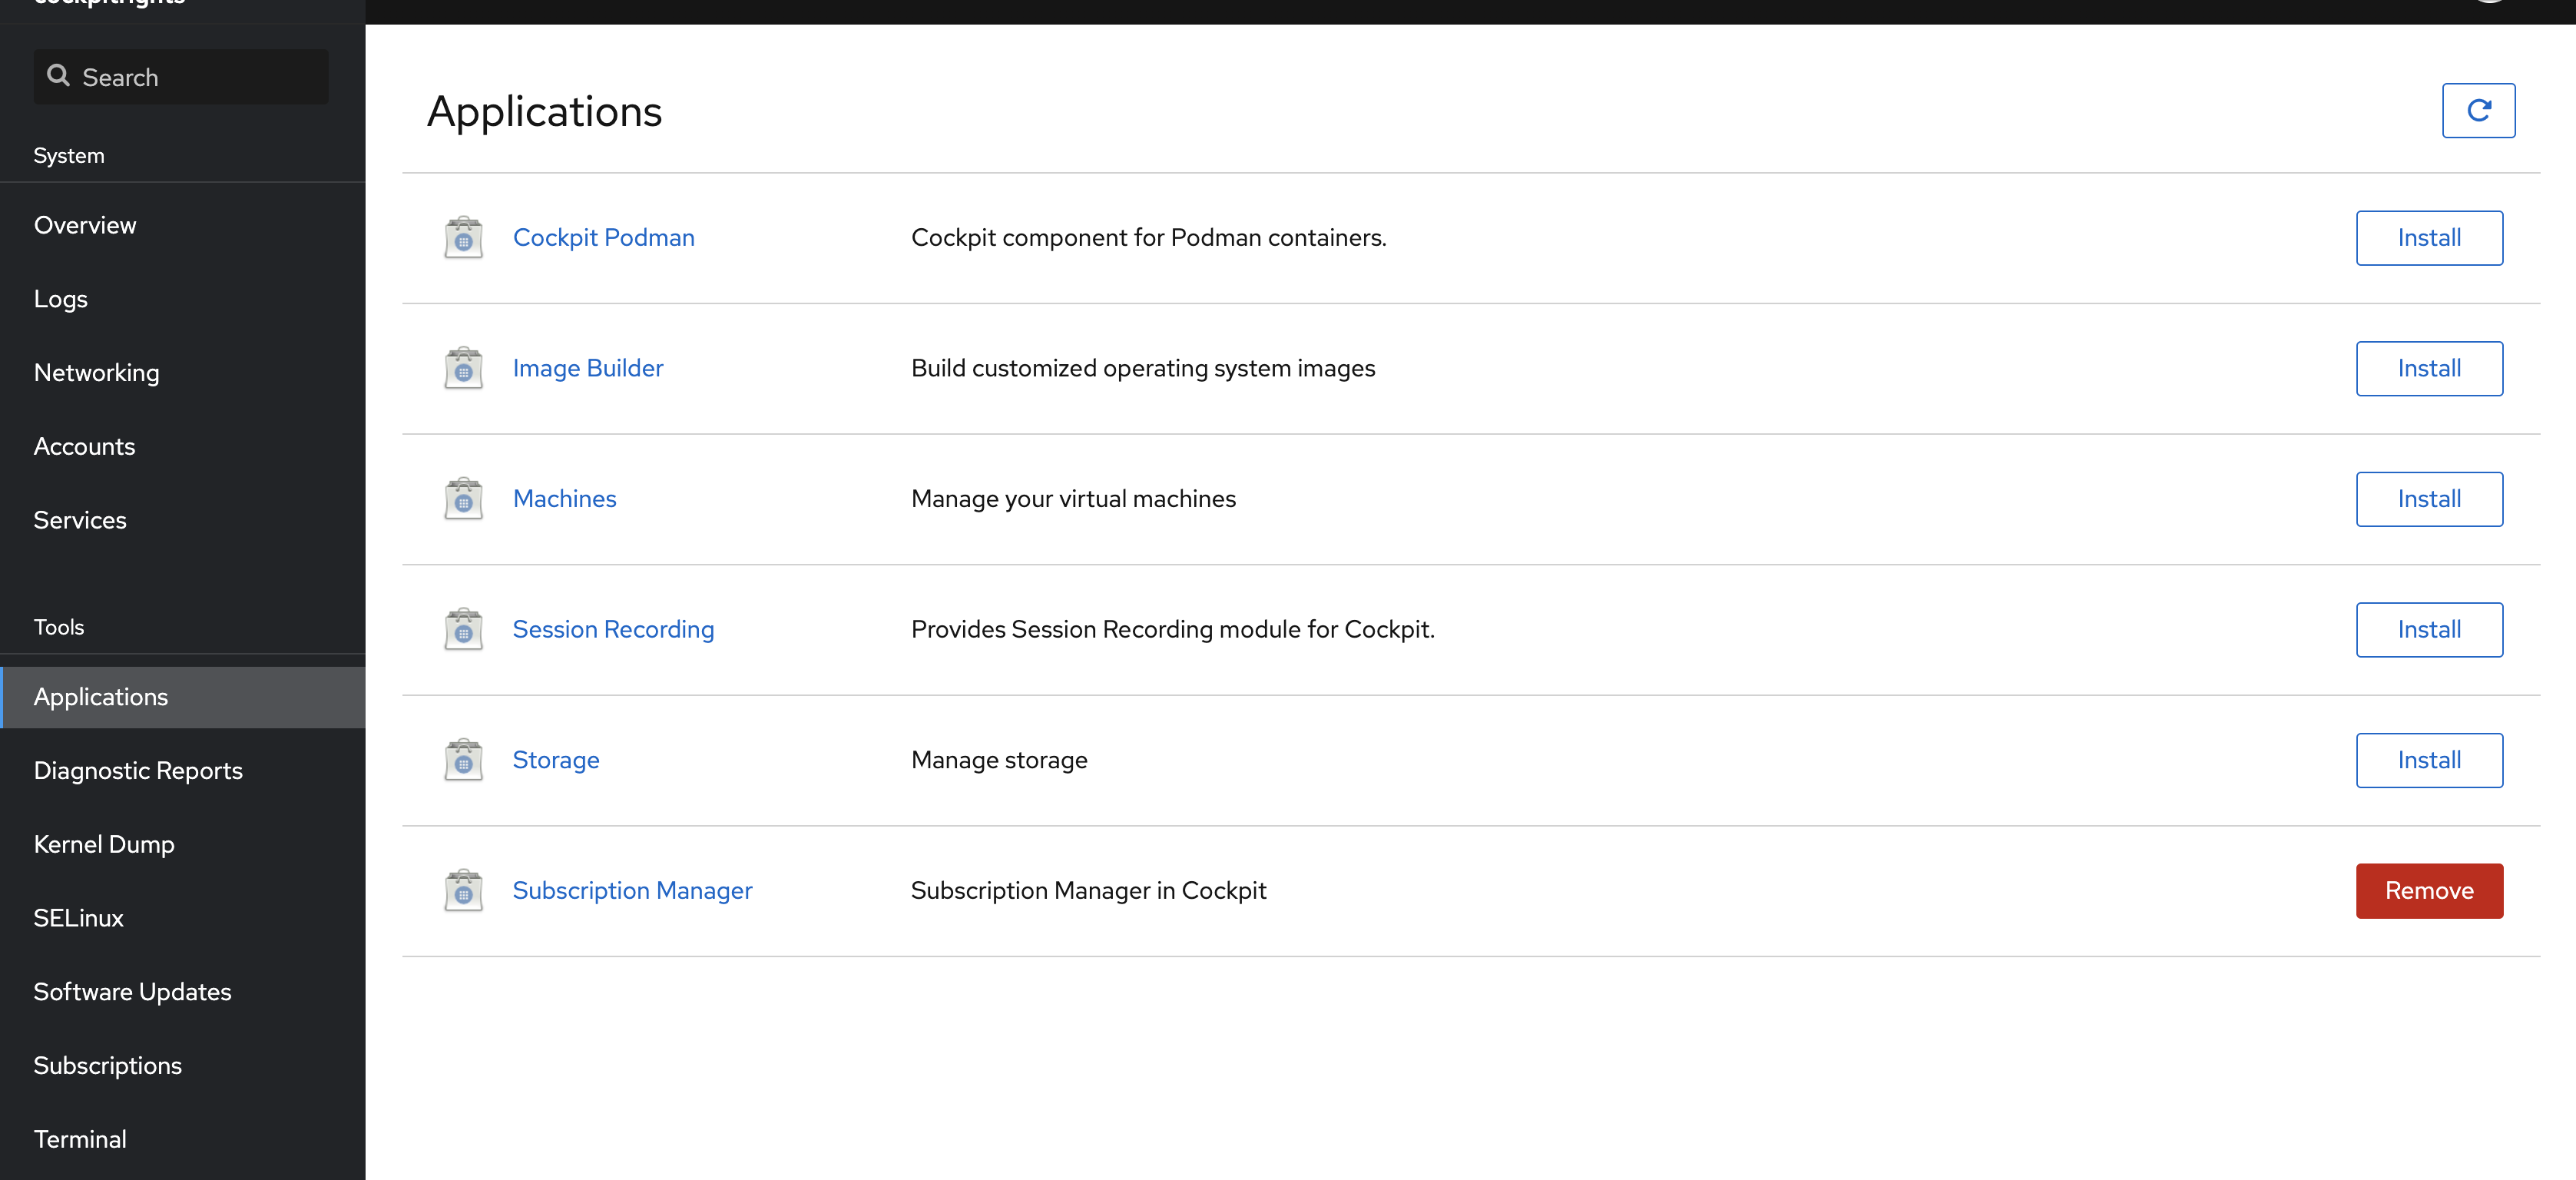 cockpitrights
Search
System
Overview
Logs
Networking
Accounts
Services
Tools
Applications
Diagnostic Reports
Kernel Dump
SELinux
Software Updates
Subscriptions
Terminal
Applications
Cockpit Podman Cockpit component for Podman containers. Install
Image Builder Build customized operating system images Install
Machines Manage your virtual machines Install
Session Recording Provides Session Recording module for Cockpit. Install
Storage Manage storage Install
Subscription Manager Subscription Manager in Cockpit Remove